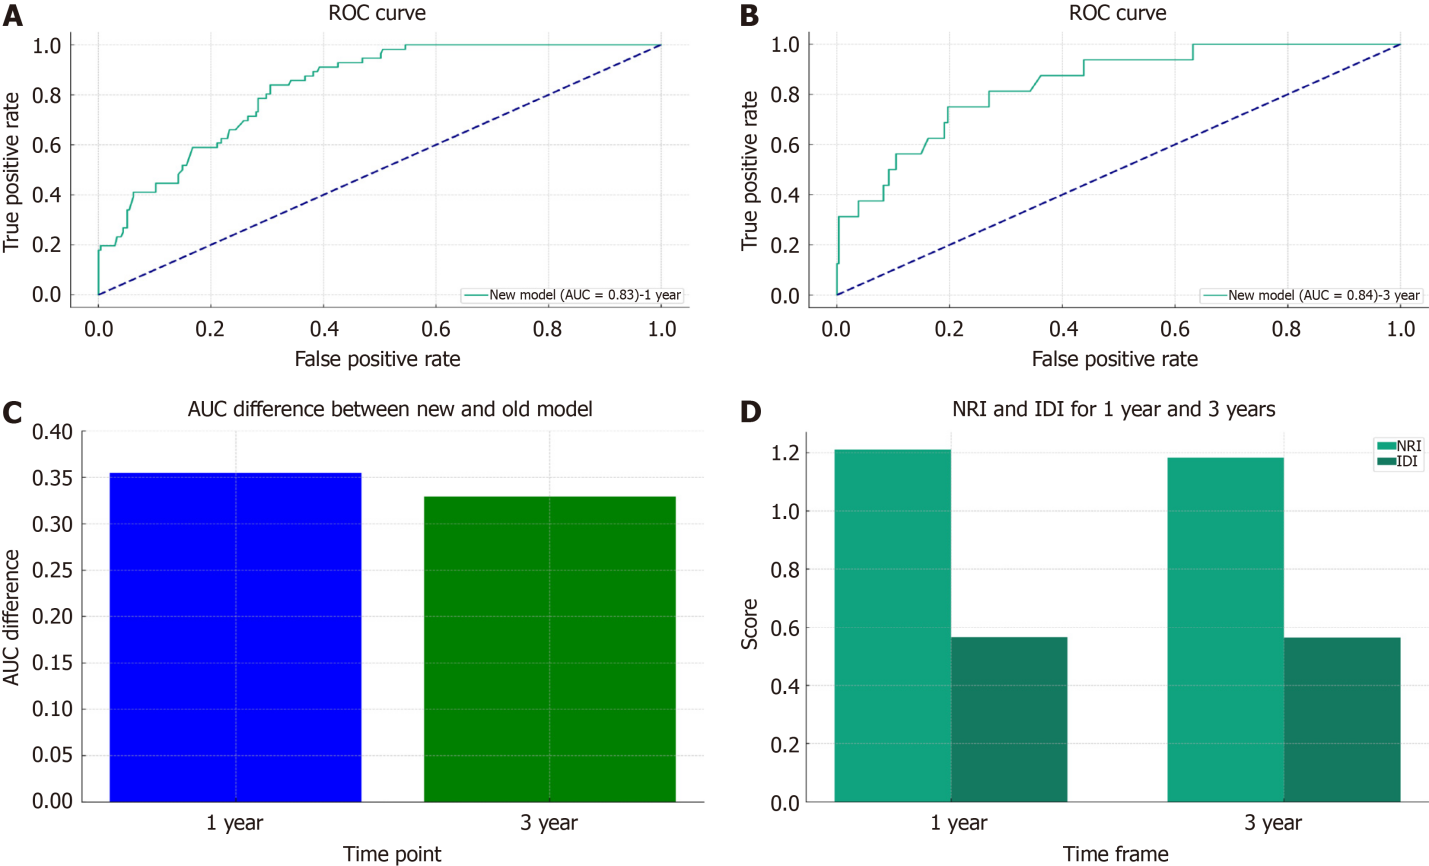 A
ROC curve
True positive rate
1.0
0.8
0.6
0.4
0.2
0.0
New model (AUC = 0.83)-1 year
0.0 0.2 0.4 0.6 0.8 1.0
False positive rate
B
ROC curve
True positive rate
1.0
0.8
0.6
0.4
0.2
0.0
New model (AUC = 0.84)-3 year
0.0 0.2 0.4 0.6 0.8 1.0
False positive rate
C
AUC difference between new and old model
AUC difference
0.40
0.35
0.30
0.25
0.20
0.15
0.10
0.05
0.00
1 year 3 year
Time point
D
NRI and IDI for 1 year and 3 years
NRI
IDI
Score
1.2
1.0
0.8
0.6
0.4
0.2
0.0
1 year 3 year
Time frame